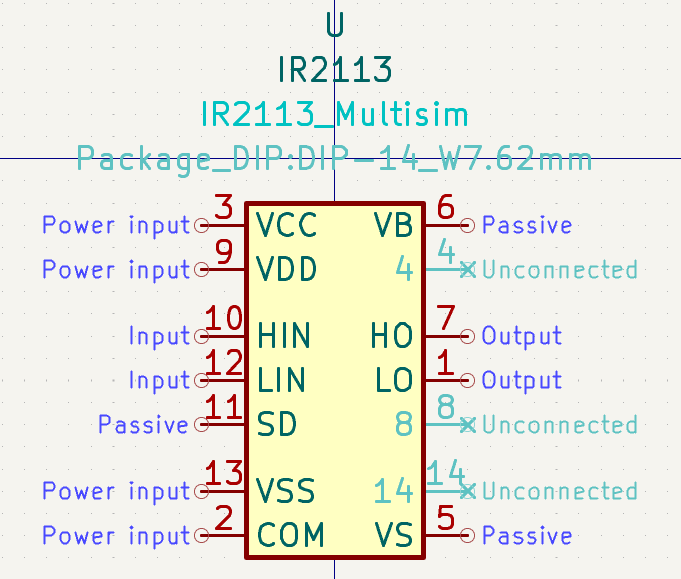 U
IR2113
IR2113_Multisim
Package_DIP:DIP-14_W7.62mm
Power input 3 VCC VB 6 Passive
Power input 9 VDD 4 4 Unconnected
Input 10 HIN HO 7 Output
Input 12 LIN LO 1 Output
Passive 11 SD 8 8 Unconnected
Power input 13 VSS 14 14 Unconnected
Power input 2 COM VS 5 Passive